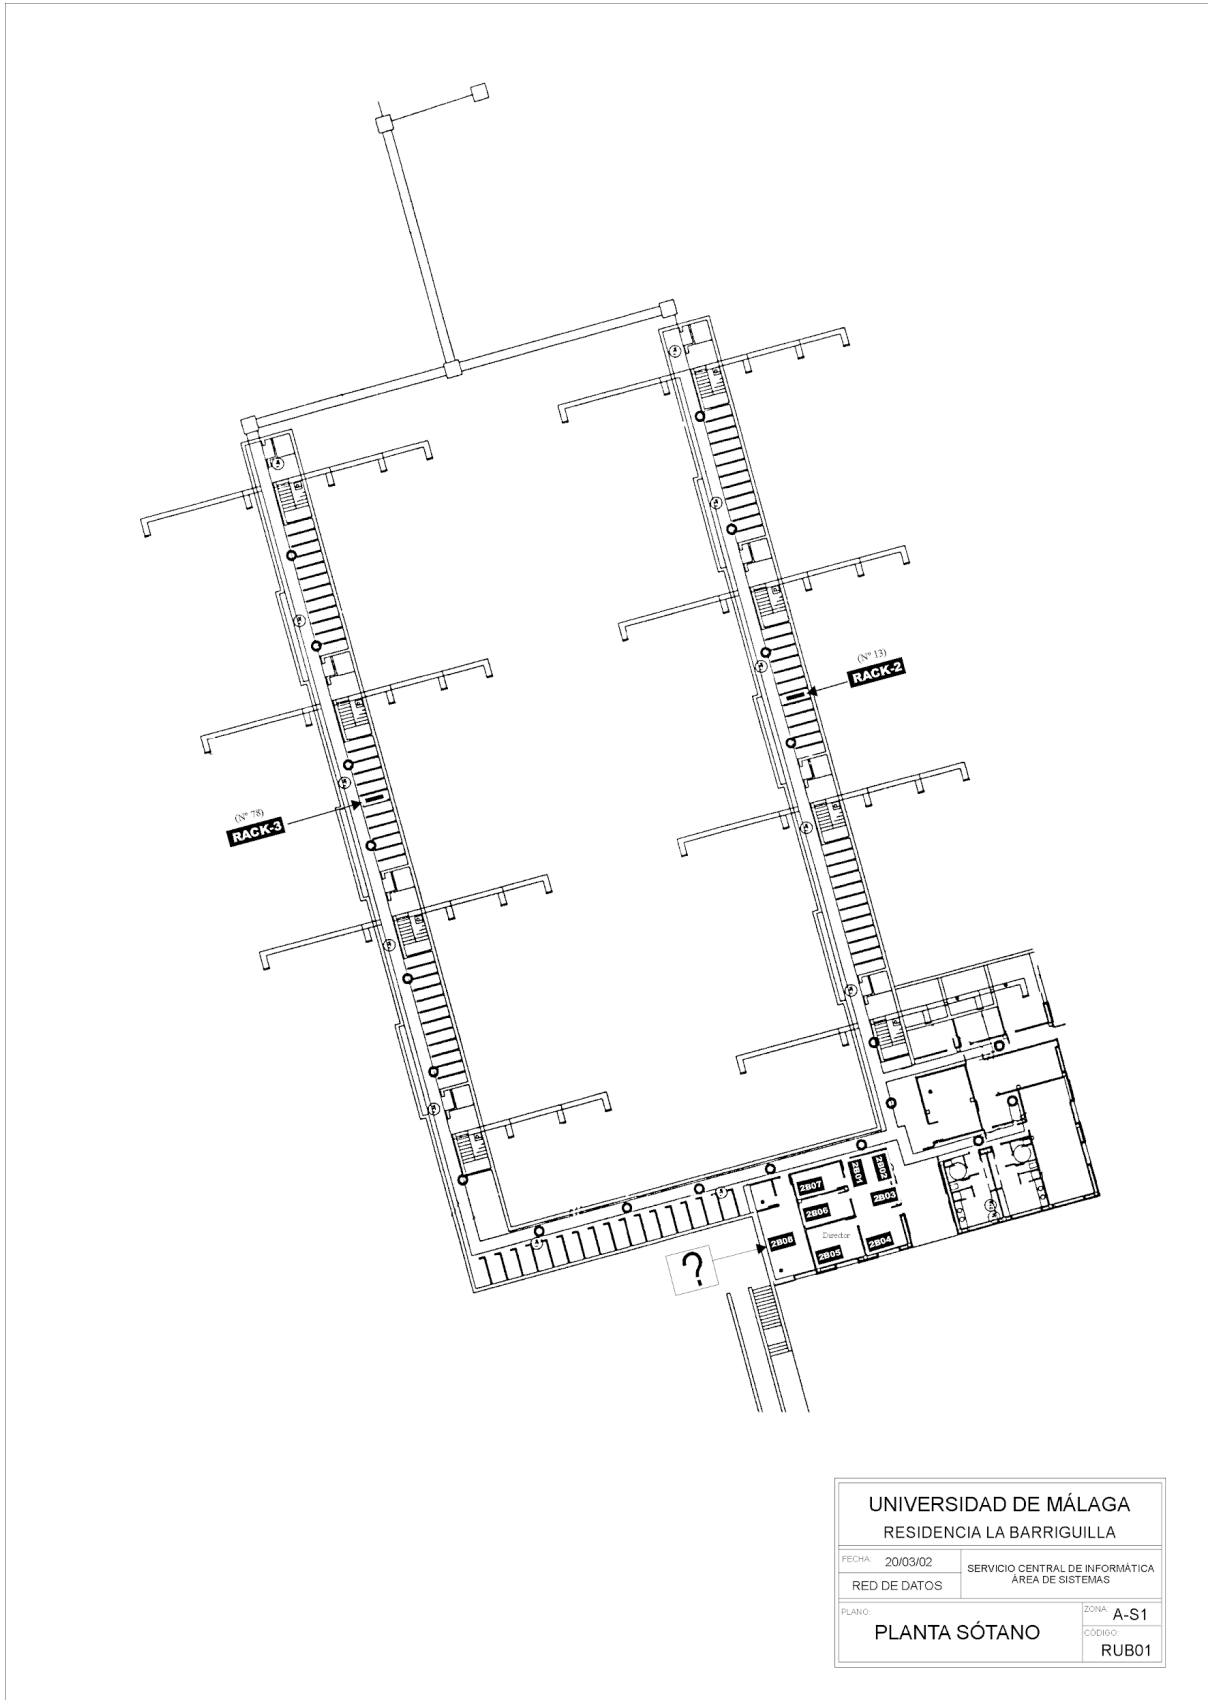 (Nº 13)
RACK-2
(Nº 78)
RACK-3
2B01
2B02
2B07
2B03
2B06
Director
2B08
2B04
2B05
?
UNIVERSIDAD DE MÁLAGA
RESIDENCIA LA BARRIGUILLA
FECHA: 20/03/02
SERVICIO CENTRAL DE INFORMÁTICA
ÁREA DE SISTEMAS
RED DE DATOS
PLANO:
PLANTA SÓTANO
ZONA: A-S1
CÓDIGO:
RUB01